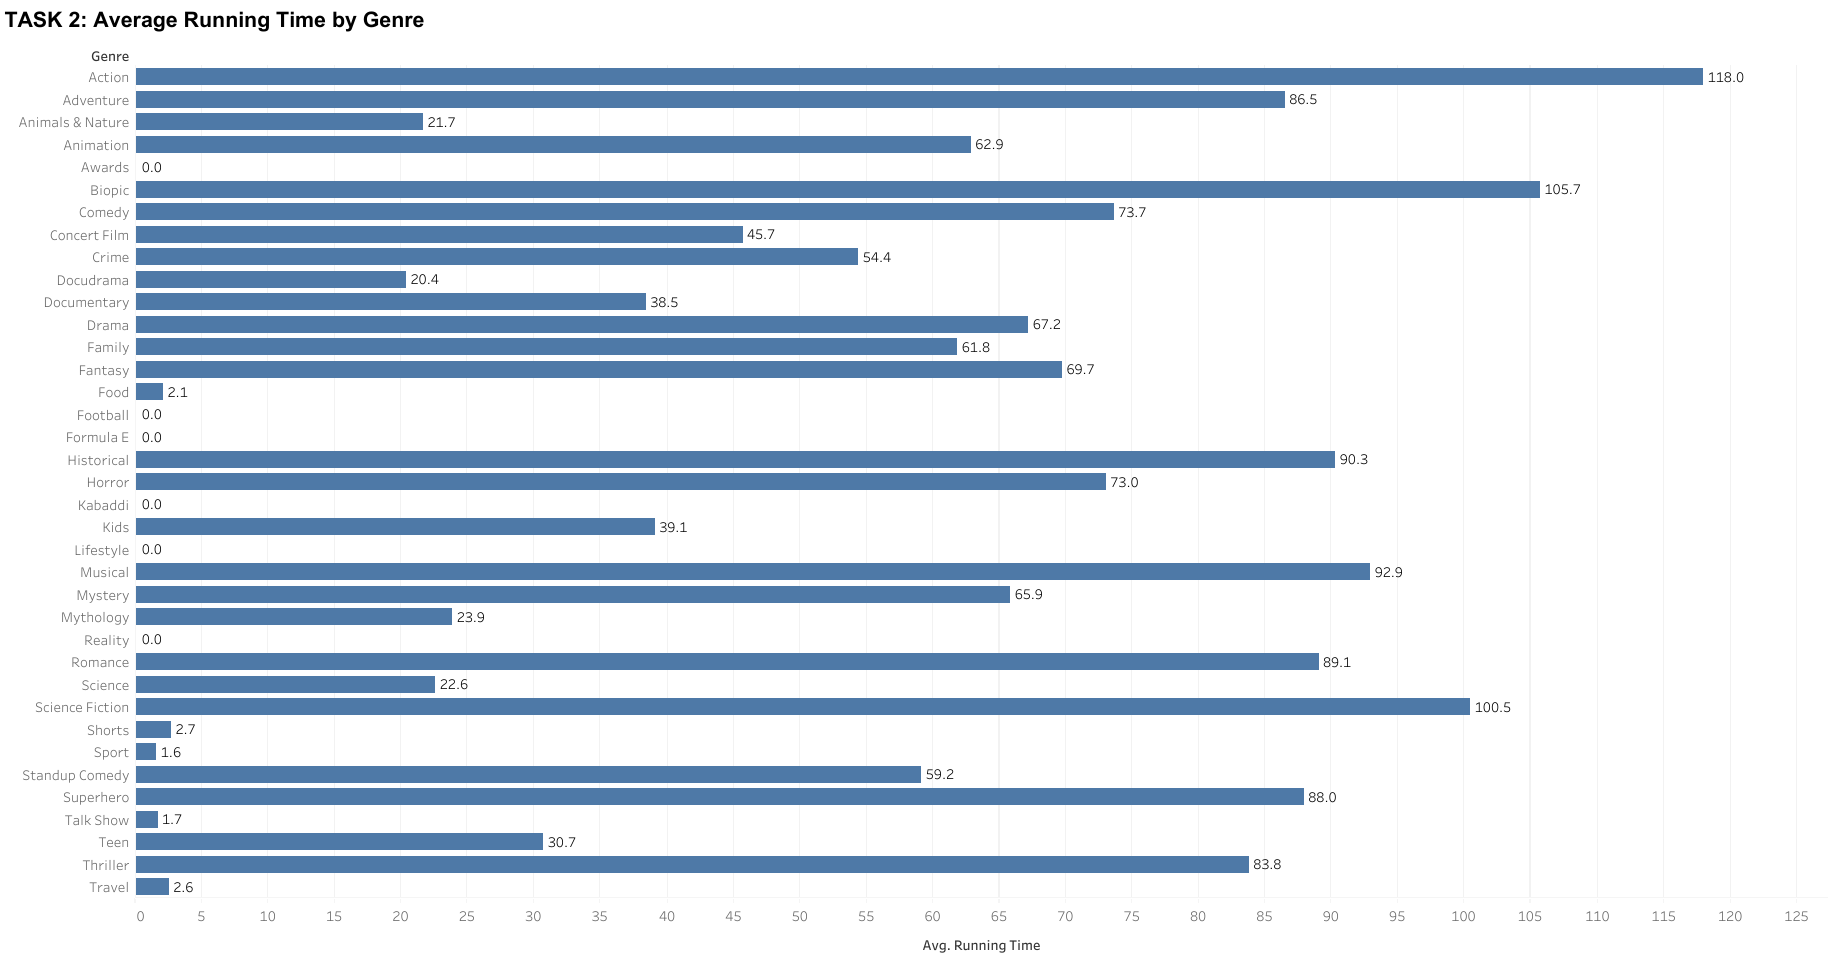 TASK 2: Average Running Time by Genre
Genre
Action 118.0
Adventure 86.5
Animals & Nature 21.7
Animation 62.9
Awards 0.0
Biopic 105.7
Comedy 73.7
Concert Film 45.7
Crime 54.4
Docudrama 20.4
Documentary 38.5
Drama 67.2
Family 61.8
Fantasy 69.7
Food 2.1
Football 0.0
Formula E 0.0
Historical 90.3
Horror 73.0
Kabaddi 0.0
Kids 39.1
Lifestyle 0.0
Musical 92.9
Mystery 65.9
Mythology 23.9
Reality 0.0
Romance 89.1
Science 22.6
Science Fiction 100.5
Shorts 2.7
Sport 1.6
Standup Comedy 59.2
Superhero 88.0
Talk Show 1.7
Teen 30.7
Thriller 83.8
Travel 2.6
0 5 10 15 20 25 30 35 40 45 50 55 60 65 70 75 80 85 90 95 100 105 110 115 120 125
Avg. Running Time